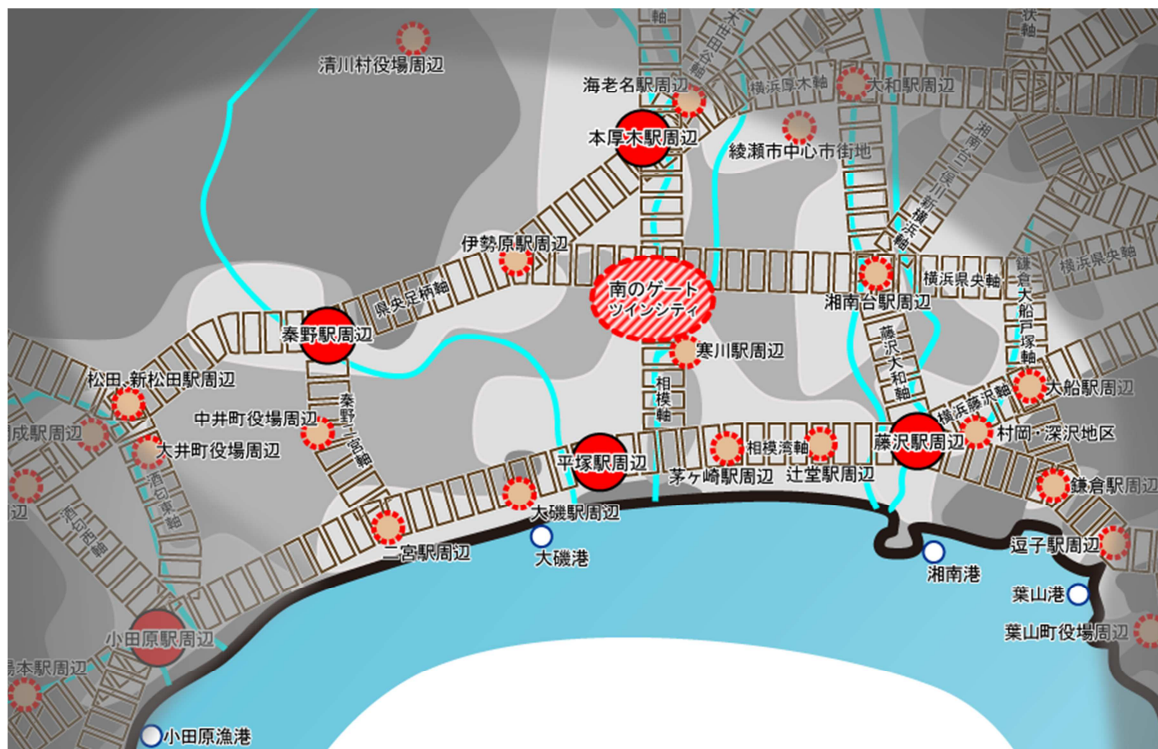 清川村役場周辺
海老名駅周辺
横浜厚木軸
大和駅周辺
本厚木駅周辺
綾瀬市中心市街地
伊勢原駅周辺
県央足柄軸
南のゲート
ツインシティ
湘南台駅周辺
横浜県央軸
横浜県央軸
鎌倉大船戸塚軸
秦野駅周辺
寒川駅周辺
藤沢大和軸
松田・新松田駅周辺
相模軸
大船駅周辺
横浜藤沢軸
中井町役場周辺
秦野二宮軸
大井町役場周辺
平塚駅周辺
相模湾軸
藤沢駅周辺
村岡・深沢地区
茅ヶ崎駅周辺
辻堂駅周辺
鎌倉駅周辺
酒匂東軸
酒匂西軸
大磯駅周辺
二宮駅周辺
大磯港
逗子駅周辺
湘南港
葉山港
小田原駅周辺
葉山町役場周辺
小田原漁港